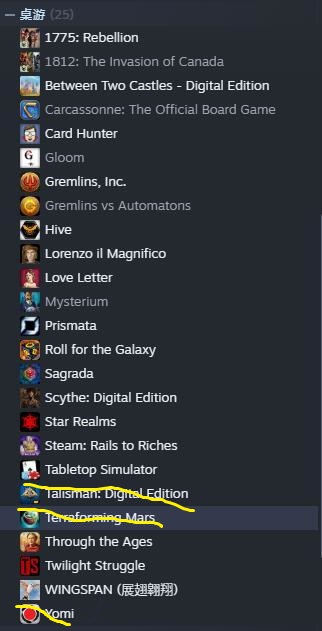 桌游 (25)
1775: Rebellion
1812: The Invasion of Canada
Between Two Castles - Digital Edition
Carcassonne: The Official Board Game
Card Hunter
Gloom
Gremlins, Inc.
Gremlins vs Automatons
Hive
Lorenzo il Magnifico
Love Letter
Mysterium
Prismata
Roll for the Galaxy
Sagrada
Scythe: Digital Edition
Star Realms
Steam: Rails to Riches
Tabletop Simulator
Talisman: Digital Edition
Terraforming Mars
Through the Ages
Twilight Struggle
WINGSPAN (展翅翱翔)
Yomi